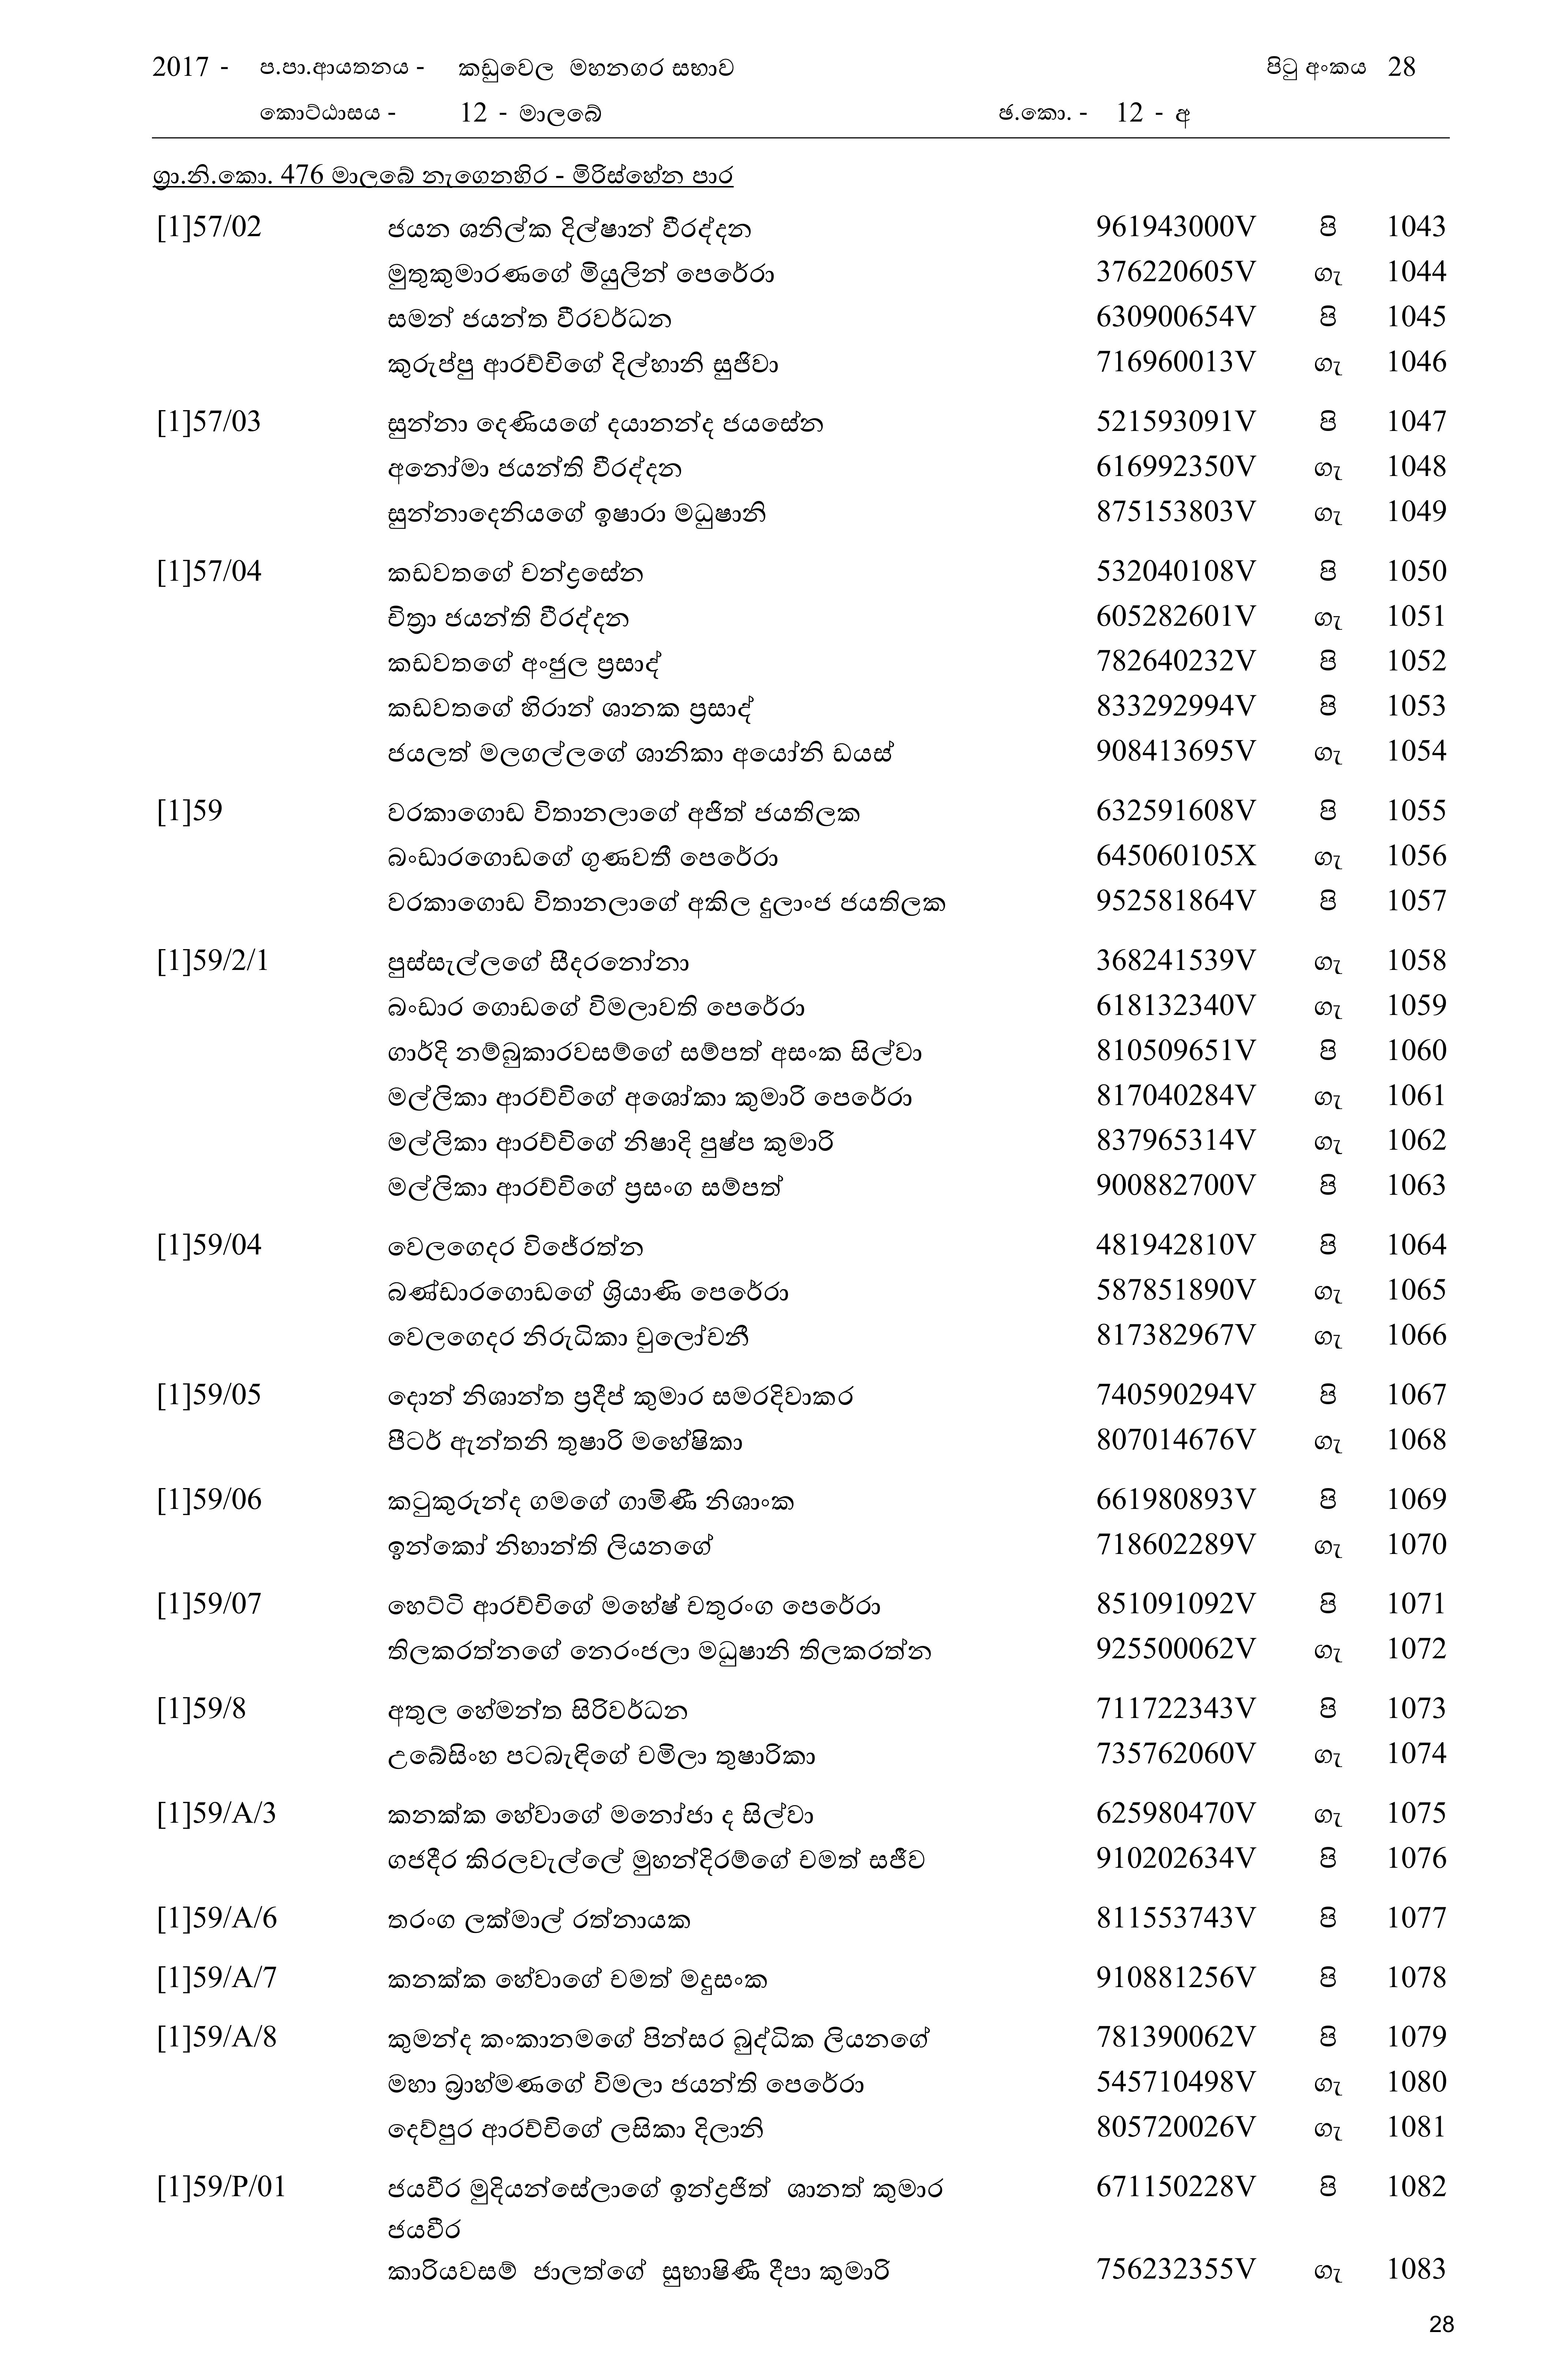 2017 - ප.පා.ආයතනය - කඩුවෙල මහනගර සභාව පිටු අංකය 28
කොට්ඨාසය - 12 - මාලබේ ඡ.කො. - 12 - අ
ග්‍රා.නි.කො. 476 මාලබේ නැගෙනහිර - මිරිස්හේන පාර
[1]57/02 ජයන ශනිල්ක දිල්ෂාන් වීරද්දන 961943000V පි 1043
මුතුකුමාරණගේ මියුලින් පෙරේරා 376220605V ගැ 1044
සමන් ජයන්ත වීරවර්ධන 630900654V පි 1045
කුරුප්පු ආරච්චිගේ දිල්හානි සුජිවා 716960013V ගැ 1046
[1]57/03 සුන්නා දෙණියගේ දයානන්ද ජයසේන 521593091V පි 1047
අනෝමා ජයන්ති වීරද්දන 616992350V ගැ 1048
සුන්නාදෙනියගේ ඉෂාරා මධුෂානි 875153803V ගැ 1049
[1]57/04 කඩවතගේ චන්ද්‍රසේන 532040108V පි 1050
චිත්‍රා ජයන්ති වීරද්දන 605282601V ගැ 1051
කඩවතගේ අංජුල ප්‍රසාද් 782640232V පි 1052
කඩවතගේ හිරාන් ශානක ප්‍රසාද් 833292994V පි 1053
ජයලත් මලගල්ලගේ ශානිකා අයෝනි ඩයස් 908413695V ගැ 1054
[1]59 වරකාගොඩ විතානලාගේ අජිත් ජයතිලක 632591608V පි 1055
බංඩාරගොඩගේ ගුණවතී පෙරේරා 645060105X ගැ 1056
වරකාගොඩ විතානලාගේ අකිල දුලාංජ ජයතිලක 952581864V පි 1057
[1]59/2/1 පුස්සැල්ලගේ සීදරනෝනා 368241539V ගැ 1058
බංඩාර ගොඩගේ විමලාවති පෙරේරා 618132340V ගැ 1059
ගාර්දි නම්බුකාරවසම්ගේ සම්පත් අසංක සිල්වා 810509651V පි 1060
මල්ලිකා ආරච්චිගේ අශෝකා කුමාරි පෙරේරා 817040284V ගැ 1061
මල්ලිකා ආරච්චිගේ නිෂාදි පුෂ්ප කුමාරි 837965314V ගැ 1062
මල්ලිකා ආරච්චිගේ ප්‍රසංග සම්පත් 900882700V පි 1063
[1]59/04 වෙලගෙදර විජේරත්න 481942810V පි 1064
බණ්ඩාරගොඩගේ ශ්‍රියාණි පෙරේරා 587851890V ගැ 1065
වෙලගෙදර නිරුධිකා චුලෝචනී 817382967V ගැ 1066
[1]59/05 දොන් නිශාන්ත ප්‍රදීප් කුමාර සමරදිවාකර 740590294V පි 1067
පීටර් ඇන්තනි තුෂාරි මහේෂිකා 807014676V ගැ 1068
[1]59/06 කටුකුරුන්ද ගමගේ ගාමිණී නිශාංක 661980893V පි 1069
ඉන්කෝ නිහාන්ති ලියනගේ 718602289V ගැ 1070
[1]59/07 හෙට්ටි ආරච්චිගේ මහේෂ් චතුරංග පෙරේරා 851091092V පි 1071
තිලකරත්නගේ නෙරංජලා මධුෂානි තිලකරත්න 925500062V ගැ 1072
[1]59/8 අතුල හේමන්ත සිරිවර්ධන 711722343V පි 1073
උබේසිංහ පටබැඳිගේ චමිලා තුෂාරිකා 735762060V ගැ 1074
[1]59/A/3 කනක්ක හේවාගේ මනෝජා ද සිල්වා 625980470V ගැ 1075
ගජදීර කිරලවැල්ලේ මුහන්දිරම්ගේ චමත් සජීව 910202634V පි 1076
[1]59/A/6 තරංග ලක්මාල් රත්නායක 811553743V පි 1077
[1]59/A/7 කනක්ක හේවාගේ චමත් මදුසංක 910881256V පි 1078
[1]59/A/8 කුමන්ද කංකානමගේ පින්සර බුද්ධික ලියනගේ 781390062V පි 1079
මහා බ්‍රාහ්මණගේ විමලා ජයන්ති පෙරේරා 545710498V ගැ 1080
දෙව්පුර ආරච්චිගේ ලසිකා දිලානි 805720026V ගැ 1081
[1]59/P/01 ජයවීර මුදියන්සේලාගේ ඉන්ද්‍රජිත් ශානත් කුමාර 671150228V පි 1082
ජයවීර
කාරියවසම් ජාලත්ගේ සුභාෂිණී දීපා කුමාරි 756232355V ගැ 1083
28